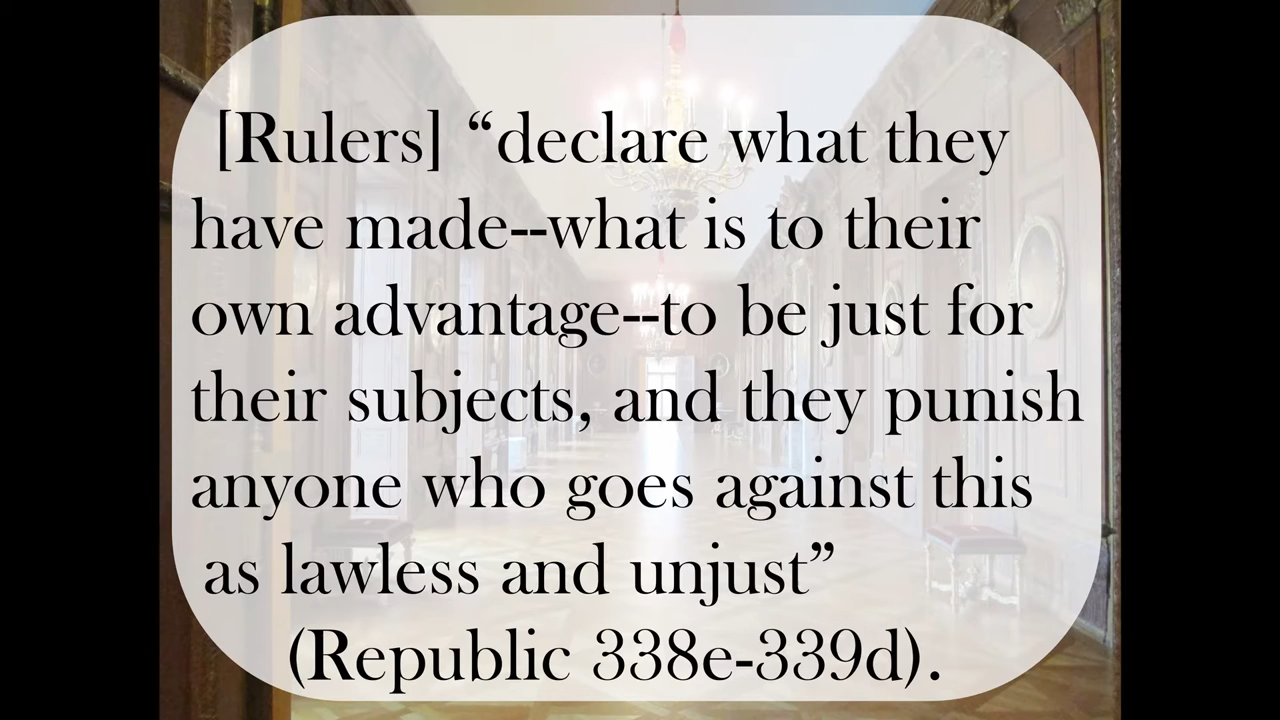 [Rulers] “declare what they
have made--what is to their
own advantage--to be just for
their subjects, and they punish
anyone who goes against this
as lawless and unjust”
(Republic 338e-339d).